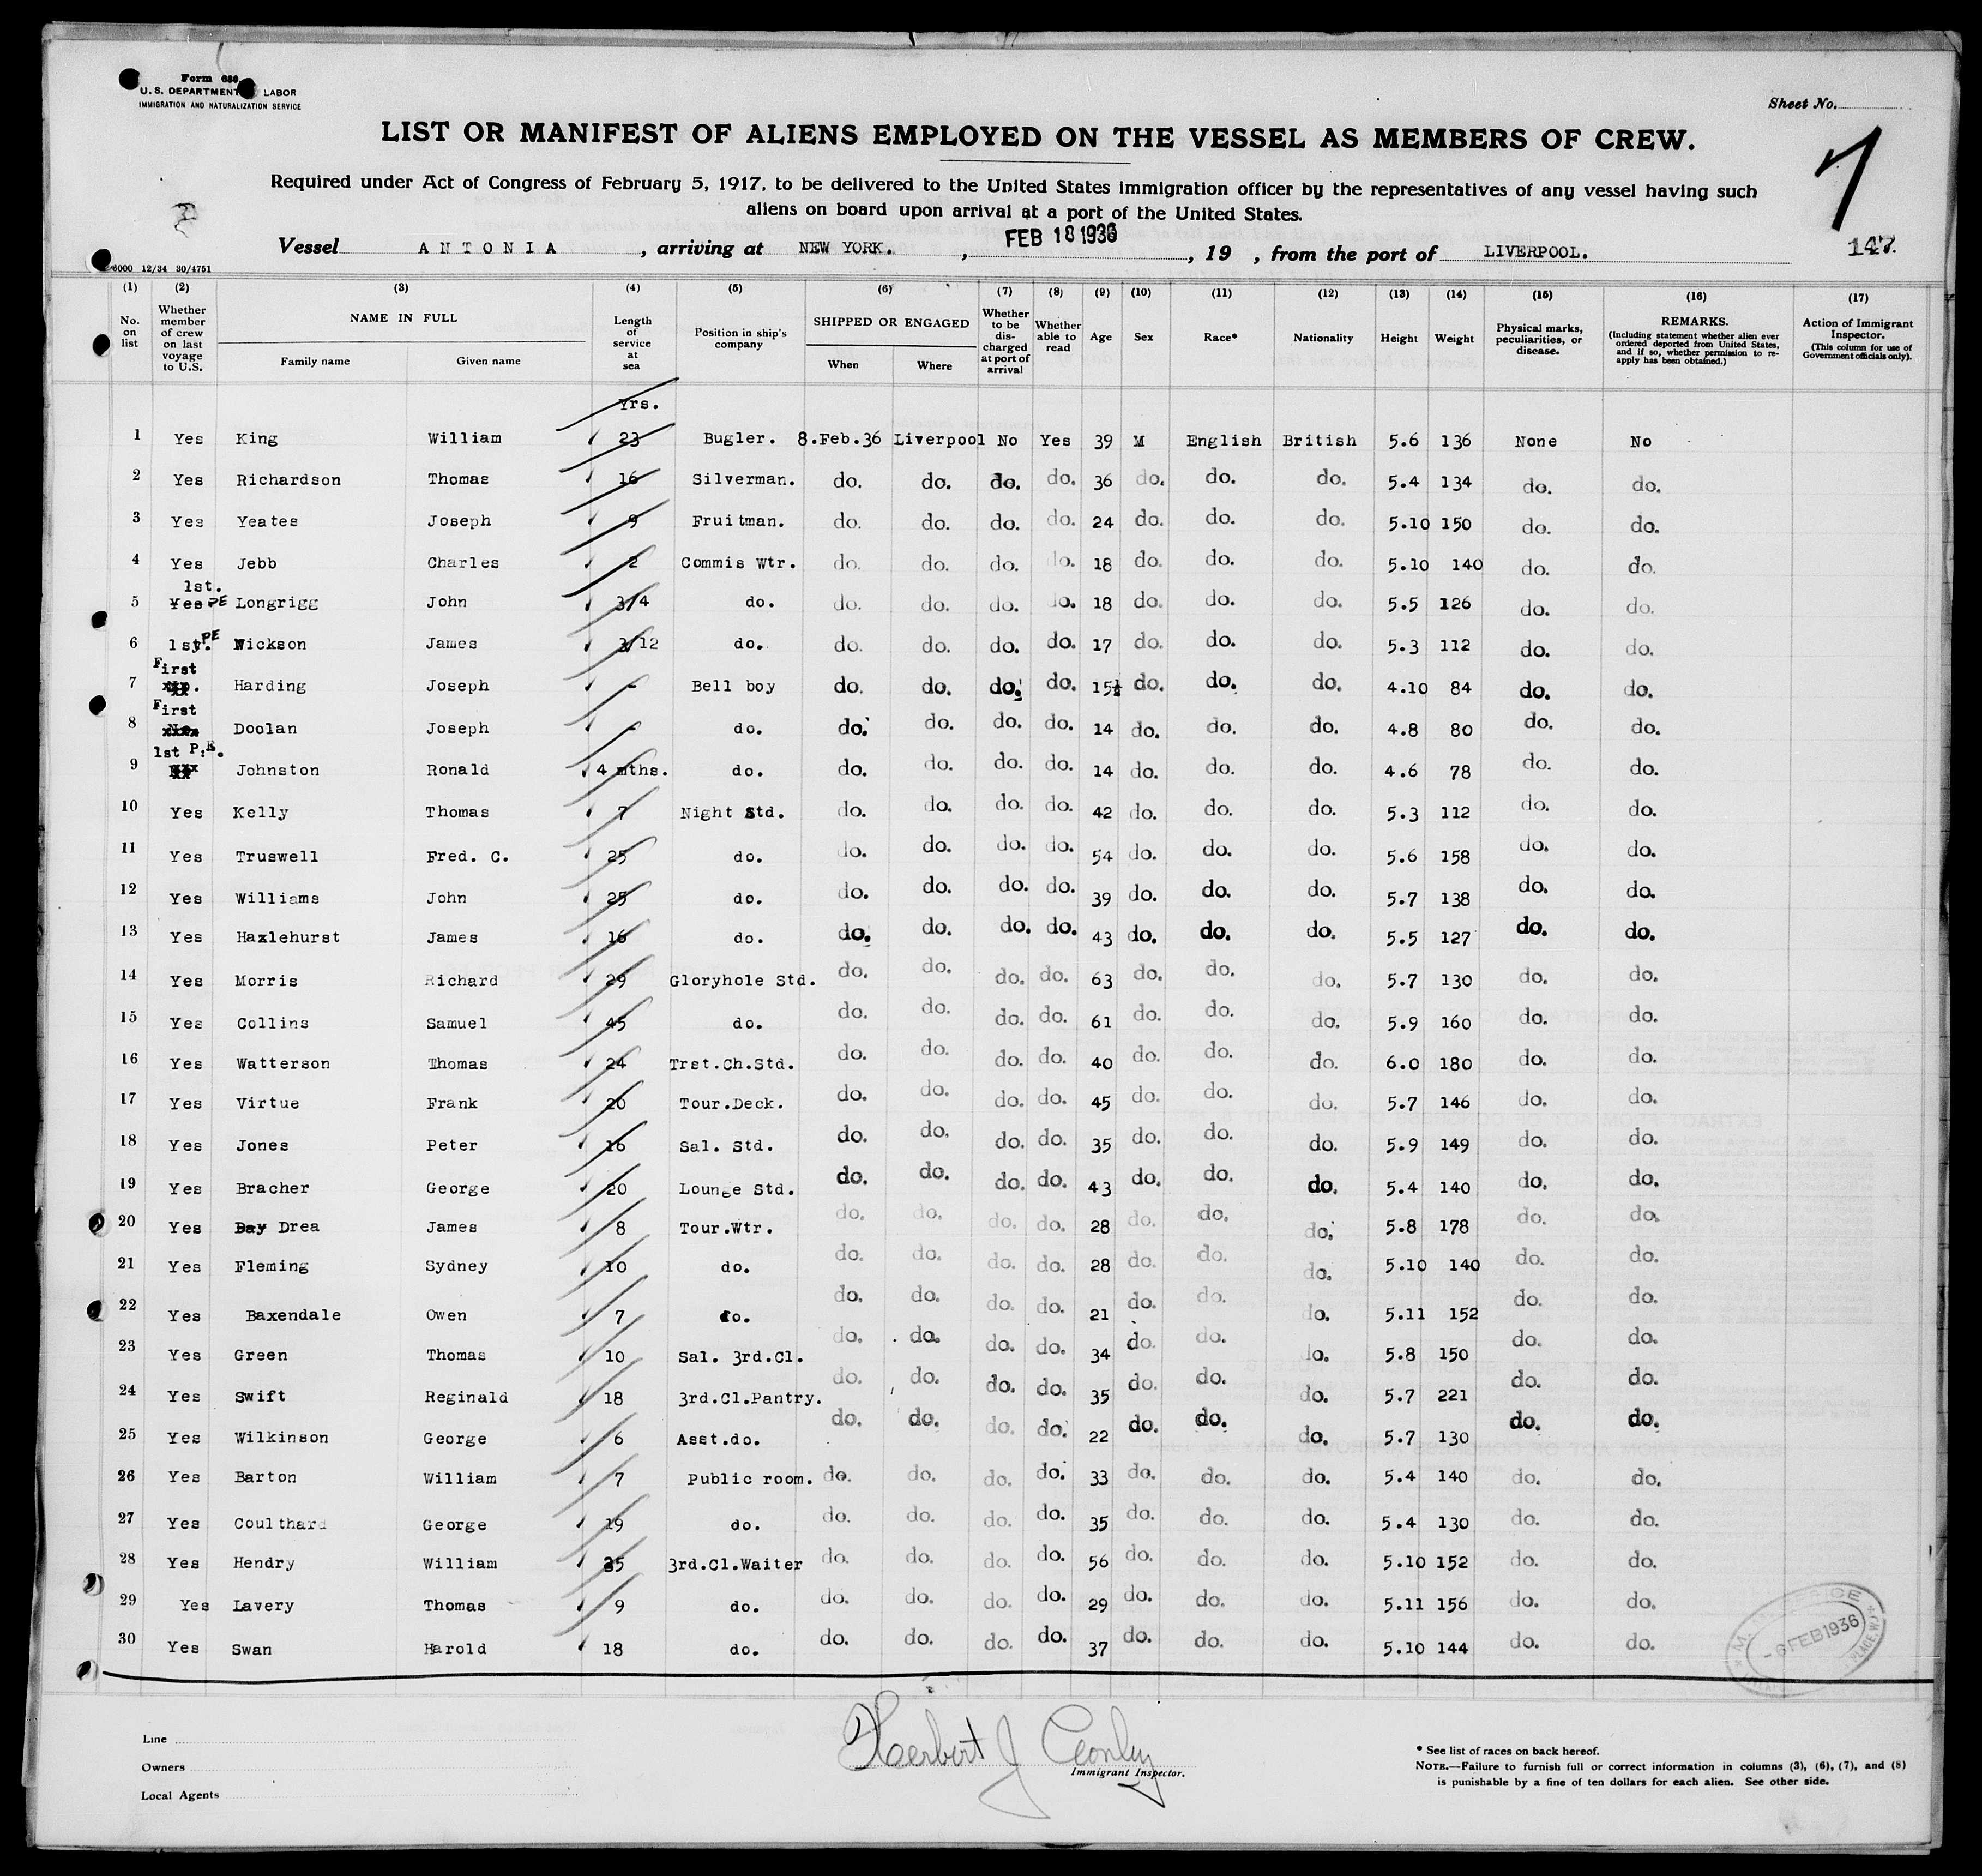 Form 680
U. S. DEPARTMENT LABOR
IMMIGRATION AND NATURALIZATION SERVICE
Sheet No.
LIST OR MANIFEST OF ALIENS EMPLOYED ON THE VESSEL AS MEMBERS OF CREW.
7
Required under Act of Congress of February 5, 1917, to be delivered to the United States immigration officer by the representatives of any vessel having such
aliens on board upon arrival at a port of the United States.
Vessel ANTONIA, arriving at NEW YORK., FEB 18 1936, 19 , from the port of LIVERPOOL.
147.
6000 12/34 30/4751
(1) (2) (3) (4) (5) (6) (7) (8) (9) (10) (11) (12) (13) (14) (15) (16) (17)
No. on list Whether member of crew on last voyage to U.S. NAME IN FULL Family name Given name Length of service at sea Position in ship's company SHIPPED OR ENGAGED When Where Whether to be discharged at port of arrival Whether able to read Age Sex Race* Nationality Height Weight Physical marks, peculiarities, or disease. REMARKS. (Including statement whether alien ever ordered deported from United States, and if so, whether permission to re-apply has been obtained.) Action of Immigrant Inspector. (This column for use of Government officials only).
Yrs.
1 Yes King William 23 Bugler. 8.Feb.36 Liverpool No Yes 39 M English British 5.6 136 None No
2 Yes Richardson Thomas 16 Silverman. do. do. do. do. 36 do. do. do. 5.4 134 do. do.
3 Yes Yeates Joseph 9 Fruitman. do. do. do. do. 24 do. do. do. 5.10 150 do. do.
4 Yes Jebb Charles 2 Commis Wtr. do. do. do. do. 18 do. do. do. 5.10 140 do. do.
1st.
5 Yes PE Longrigg John 3/4 do. do. do. do. do. 18 do. do. do. 5.5 126 do. do.
6 1st. PE Wickson James 3/12 do. do. do. do. do. 17 do. do. do. 5.3 112 do. do.
First
7 Harding Joseph - Bell boy do. do. do. do. 15½ do. do. do. 4.10 84 do. do.
First
8 Doolan Joseph - do. do. do. do. do. 14 do. do. do. 4.8 80 do. do.
1st P.E.
9 Johnston Ronald 4 mths. do. do. do. do. do. 14 do. do. do. 4.6 78 do. do.
10 Yes Kelly Thomas 7 Night Std. do. do. do. do. 42 do. do. do. 5.3 112 do. do.
11 Yes Truswell Fred. C. 25 do. do. do. do. do. 54 do. do. do. 5.6 158 do. do.
12 Yes Williams John 25 do. do. do. do. do. 39 do. do. do. 5.7 138 do. do.
13 Yes Hazlehurst James 16 do. do. do. do. do. 43 do. do. do. 5.5 127 do. do.
14 Yes Morris Richard 29 Gloryhole Std. do. do. do. do. 63 do. do. do. 5.7 130 do. do.
15 Yes Collins Samuel 45 do. do. do. do. do. 61 do. do. do. 5.9 160 do. do.
16 Yes Watterson Thomas 24 Tret.Ch.Std. do. do. do. do. 40 do. do. do. 6.0 180 do. do.
17 Yes Virtue Frank 20 Tour.Deck. do. do. do. do. 45 do. do. do. 5.7 146 do. do.
18 Yes Jones Peter 16 Sal. Std. do. do. do. do. 35 do. do. do. 5.9 149 do. do.
19 Yes Bracher George 20 Lounge Std. do. do. do. do. 43 do. do. do. 5.4 140 do. do.
20 Yes Day Drea James 8 Tour.Wtr. do. do. do. do. 28 do. do. do. 5.8 178 do. do.
21 Yes Fleming Sydney 10 do. do. do. do. do. 28 do. do. do. 5.10 140 do. do.
22 Yes Baxendale Owen 7 do. do. do. do. do. 21 do. do. do. 5.11 152 do. do.
23 Yes Green Thomas 10 Sal. 3rd.Cl. do. do. do. do. 34 do. do. do. 5.8 150 do. do.
24 Yes Swift Reginald 18 3rd.Cl.Pantry. do. do. do. do. 35 do. do. do. 5.7 221 do. do.
25 Yes Wilkinson George 6 Asst.do. do. do. do. do. 22 do. do. do. 5.7 130 do. do.
26 Yes Barton William 7 Public room. do. do. do. do. 33 do. do. do. 5.4 140 do. do.
27 Yes Coulthard George 19 do. do. do. do. do. 35 do. do. do. 5.4 130 do. do.
28 Yes Hendry William 35 3rd.Cl.Waiter do. do. do. do. 56 do. do. do. 5.10 152 do. do.
29 Yes Lavery Thomas 9 do. do. do. do. do. 29 do. do. do. 5.11 156 do. do.
30 Yes Swan Harold 18 do. do. do. do. do. 37 do. do. do. 5.10 144 do. do.
-6 FEB 1936
Herbert J Conley
Immigrant Inspector.
Line
Owners
Local Agents
* See list of races on back hereof.
NOTE.—Failure to furnish full or correct information in columns (3), (6), (7), and (8)
is punishable by a fine of ten dollars for each alien. See other side.